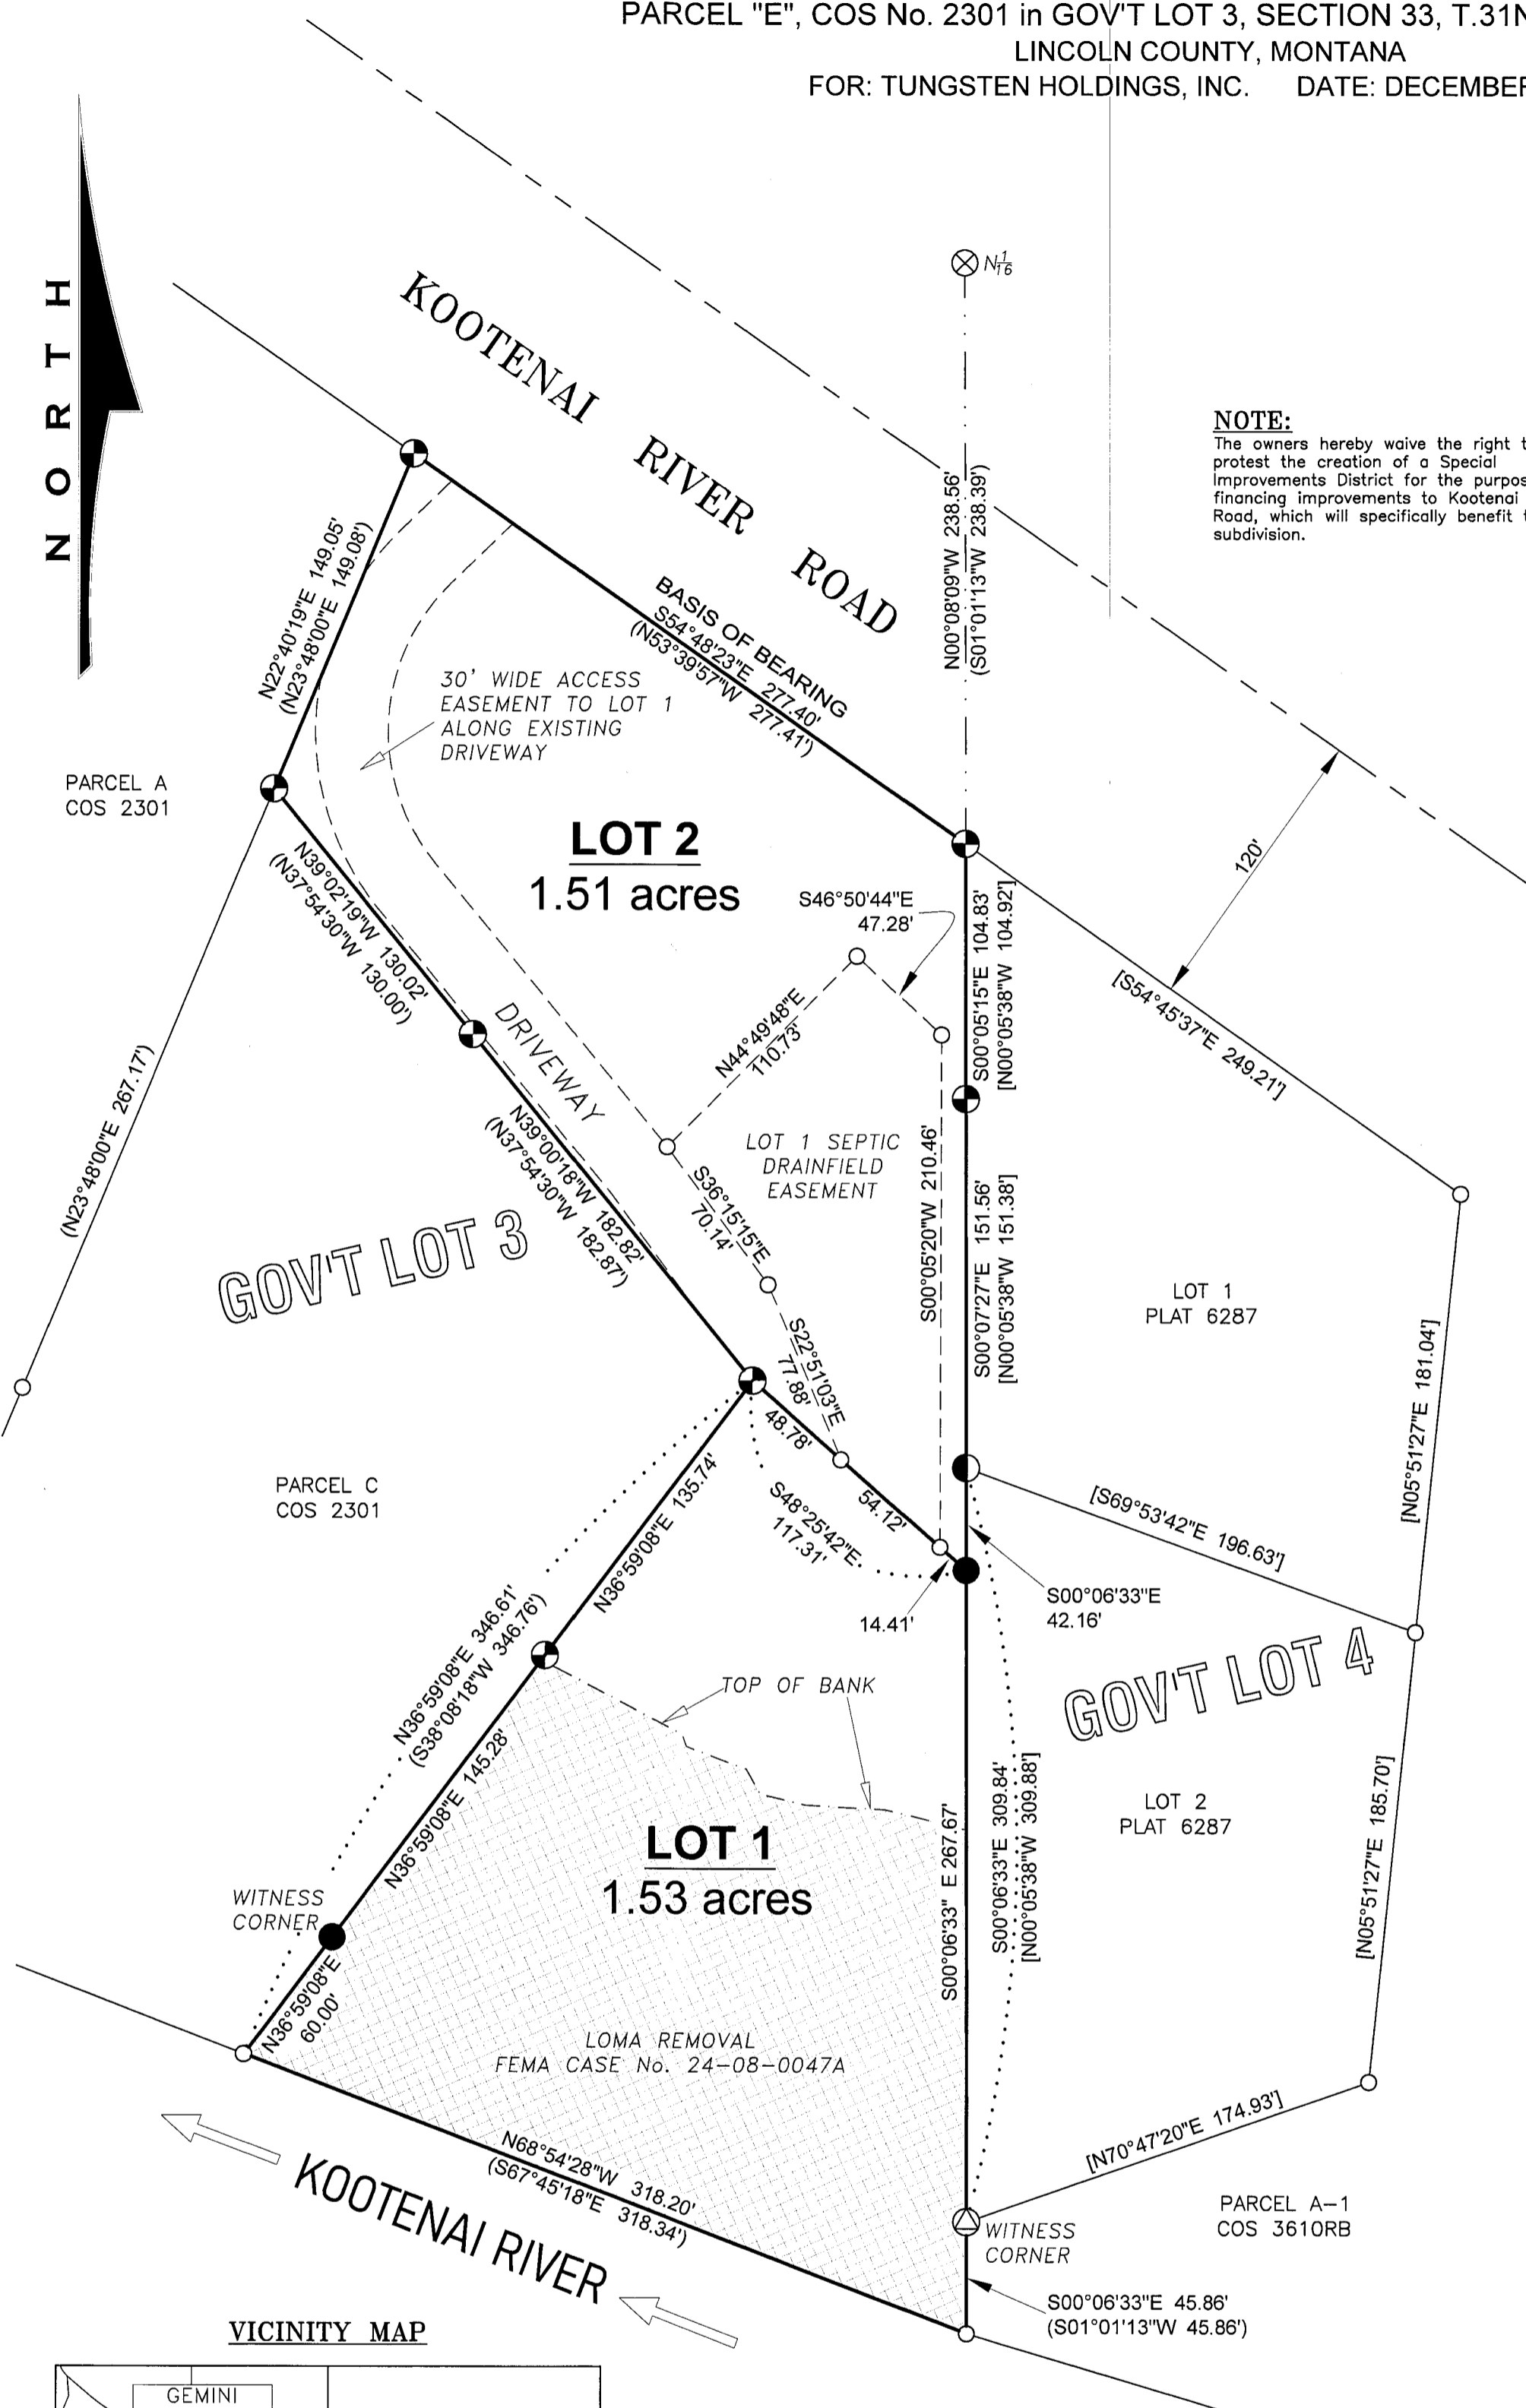 PARCEL "E", COS No. 2301 in GOV'T LOT 3, SECTION 33, T.31N
LINCOLN COUNTY, MONTANA
FOR: TUNGSTEN HOLDINGS, INC. DATE: DECEMBER
NORTH
N 1/16
KOOTENAI RIVER ROAD
N00°08'09"W 238.56'
(S01°01'13"W 238.39')
NOTE:
The owners hereby waive the right t
protest the creation of a Special
Improvements District for the purpos
financing improvements to Kootenai
Road, which will specifically benefit t
subdivision.
N22°40'19"E 149.05'
(N23°48'00"E 149.08')
BASIS OF BEARING
S54°48'23"E 277.40'
(N53°39'57"W 277.41')
30' WIDE ACCESS
EASEMENT TO LOT 1
ALONG EXISTING
DRIVEWAY
PARCEL A
COS 2301
LOT 2
1.51 acres
120'
S46°50'44"E
47.28'
S00°05'15"E 104.83'
[N00°05'38"W 104.92']
[S54°45'37"E 249.21']
N39°02'19"W 130.02'
(N37°54'30"W 130.00')
DRIVEWAY
N44°49'48"E
110.73'
(N23°48'00"E 267.17')
N39°00'18"W 182.82'
(N37°54'30"W 182.87')
LOT 1 SEPTIC
DRAINFIELD
EASEMENT
S36°15'15"E
70.14'
S00°05'20"W 210.46'
S00°07'27"E 151.56'
[N00°05'38"W 151.38']
GOV'T LOT 3
LOT 1
PLAT 6287
S22°51'03"E
77.88'
[N05°51'27"E 181.04']
48.78'
PARCEL C
COS 2301
N36°59'08"E 135.74'
S48°25'42"E
117.31'
54.12'
[S69°53'42"E 196.63']
14.41'
S00°06'33"E
42.16'
N36°59'08"E 346.61'
(S38°08'18"W 346.76')
TOP OF BANK
GOV'T LOT 4
N36°59'08"E 145.28'
S00°06'33" E 267.67'
S00°06'33"E 309.84'
[N00°05'38"W 309.88']
LOT 2
PLAT 6287
[N05°51'27"E 185.70']
LOT 1
1.53 acres
WITNESS
CORNER
N36°59'08"E
60.00'
LOMA REMOVAL
FEMA CASE No. 24-08-0047A
N68°54'28"W 318.20'
(S67°45'18"E 318.34')
KOOTENAI RIVER
[N70°47'20"E 174.93']
WITNESS
CORNER
PARCEL A-1
COS 3610RB
S00°06'33"E 45.86'
(S01°01'13"W 45.86')
VICINITY MAP
GEMINI